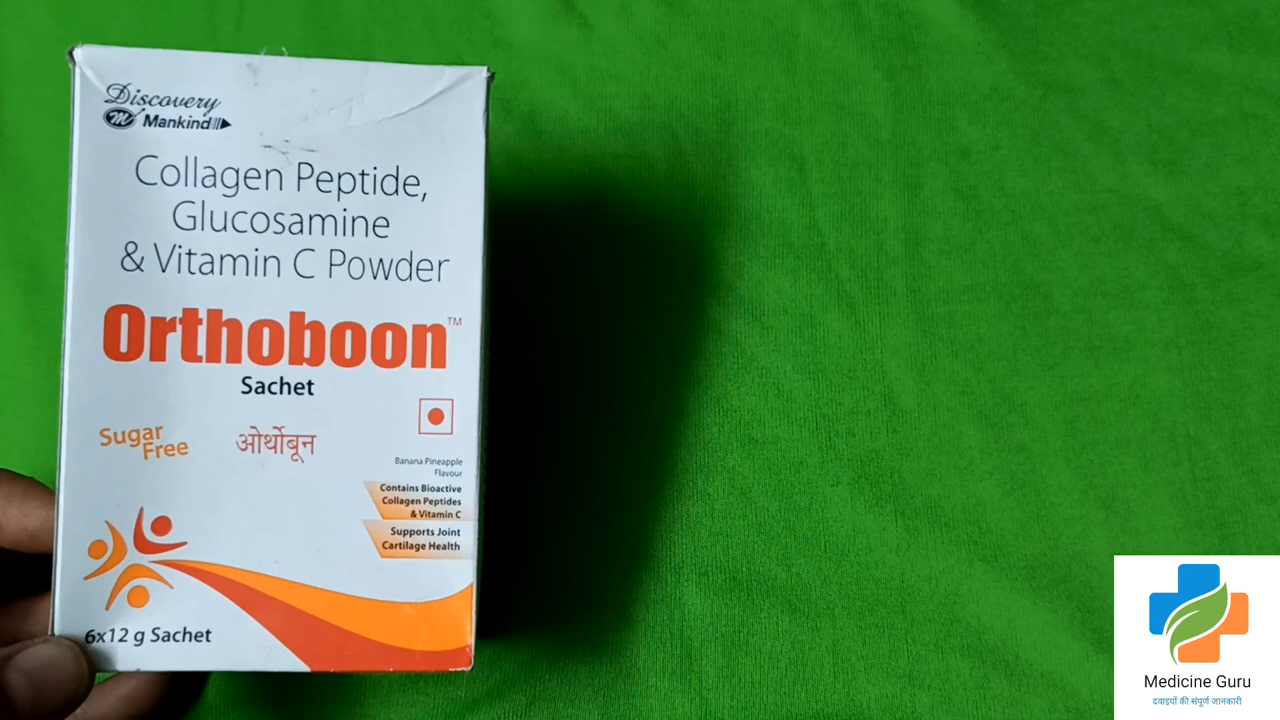 Discovery
m Mankind
Collagen Peptide,
Glucosamine
& Vitamin C Powder
Orthoboon™
Sachet
Sugar
Free
ओर्थोबून
Banana Pineapple
Flavour
Contains Bioactive
Collagen Peptides
& Vitamin C
Supports Joint
Cartilage Health
6x12 g Sachet
Medicine Guru
दवाइयों की संपूर्ण जानकारी